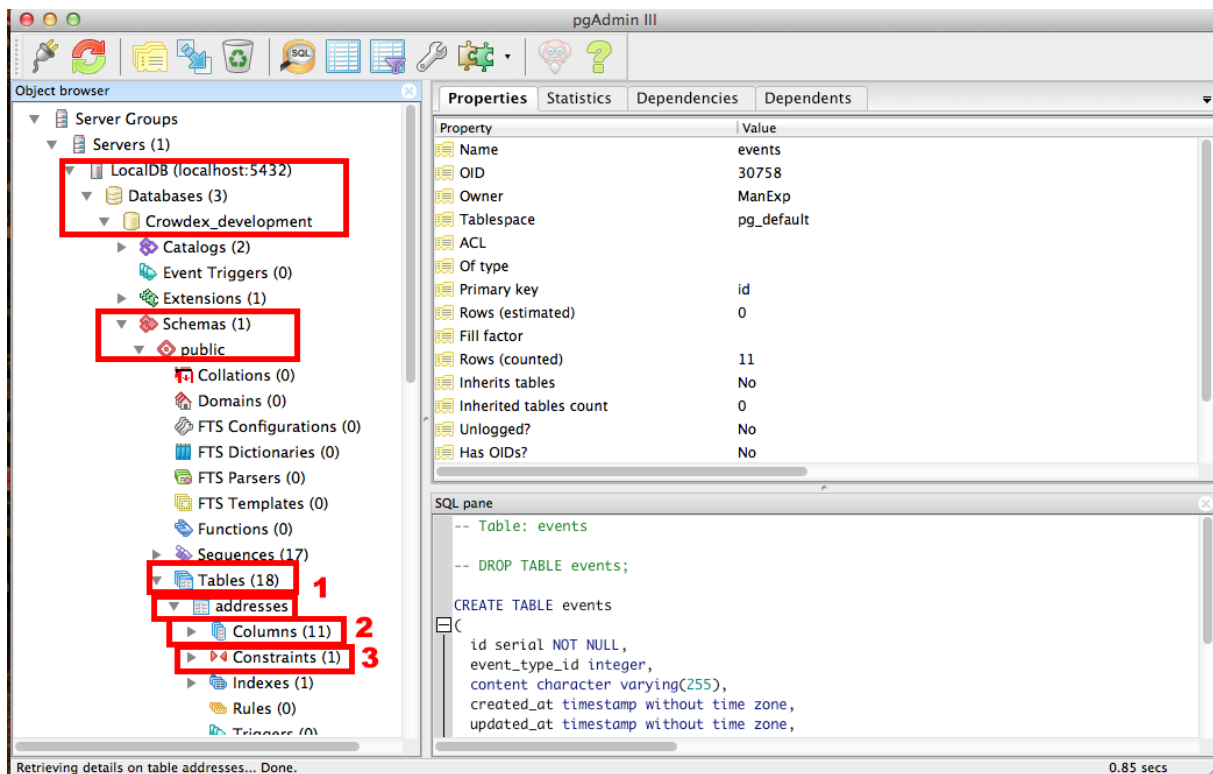 pgAdmin III
SQL
Object browser
Server Groups
Servers (1)
LocalDB (localhost:5432)
Databases (3)
Crowdex_development
Catalogs (2)
Event Triggers (0)
Extensions (1)
Schemas (1)
public
Collations (0)
Domains (0)
FTS Configurations (0)
FTS Dictionaries (0)
FTS Parsers (0)
FTS Templates (0)
Functions (0)
Sequences (17)
Tables (18) 1
addresses
Columns (11) 2
Constraints (1) 3
Indexes (1)
Rules (0)
Triggers (0)
Properties Statistics Dependencies Dependents
Property Value
Name events
OID 30758
Owner ManExp
Tablespace pg_default
ACL
Of type
Primary key id
Rows (estimated) 0
Fill factor
Rows (counted) 11
Inherits tables No
Inherited tables count 0
Unlogged? No
Has OIDs? No
SQL pane
-- Table: events
-- DROP TABLE events;
CREATE TABLE events
(
id serial NOT NULL,
event_type_id integer,
content character varying(255),
created_at timestamp without time zone,
updated_at timestamp without time zone,
Retrieving details on table addresses... Done. 0.85 secs